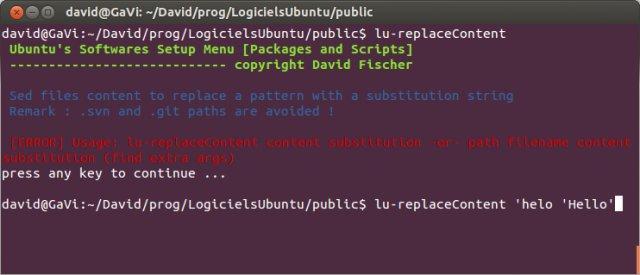 david@GaVi: ~/David/prog/LogicielsUbuntu/public
david@GaVi:~/David/prog/LogicielsUbuntu/public$ lu-replaceContent
Ubuntu's Softwares Setup Menu [Packages and Scripts]
---------------------------- copyright David Fischer
Sed files content to replace a pattern with a substitution string
Remark : .svn and .git paths are avoided !
[ERROR] Usage: lu-replaceContent content substitution -or- path filename content
substitution (find extra args)
press any key to continue ...
david@GaVi:~/David/prog/LogicielsUbuntu/public$ lu-replaceContent 'helo 'Hello'